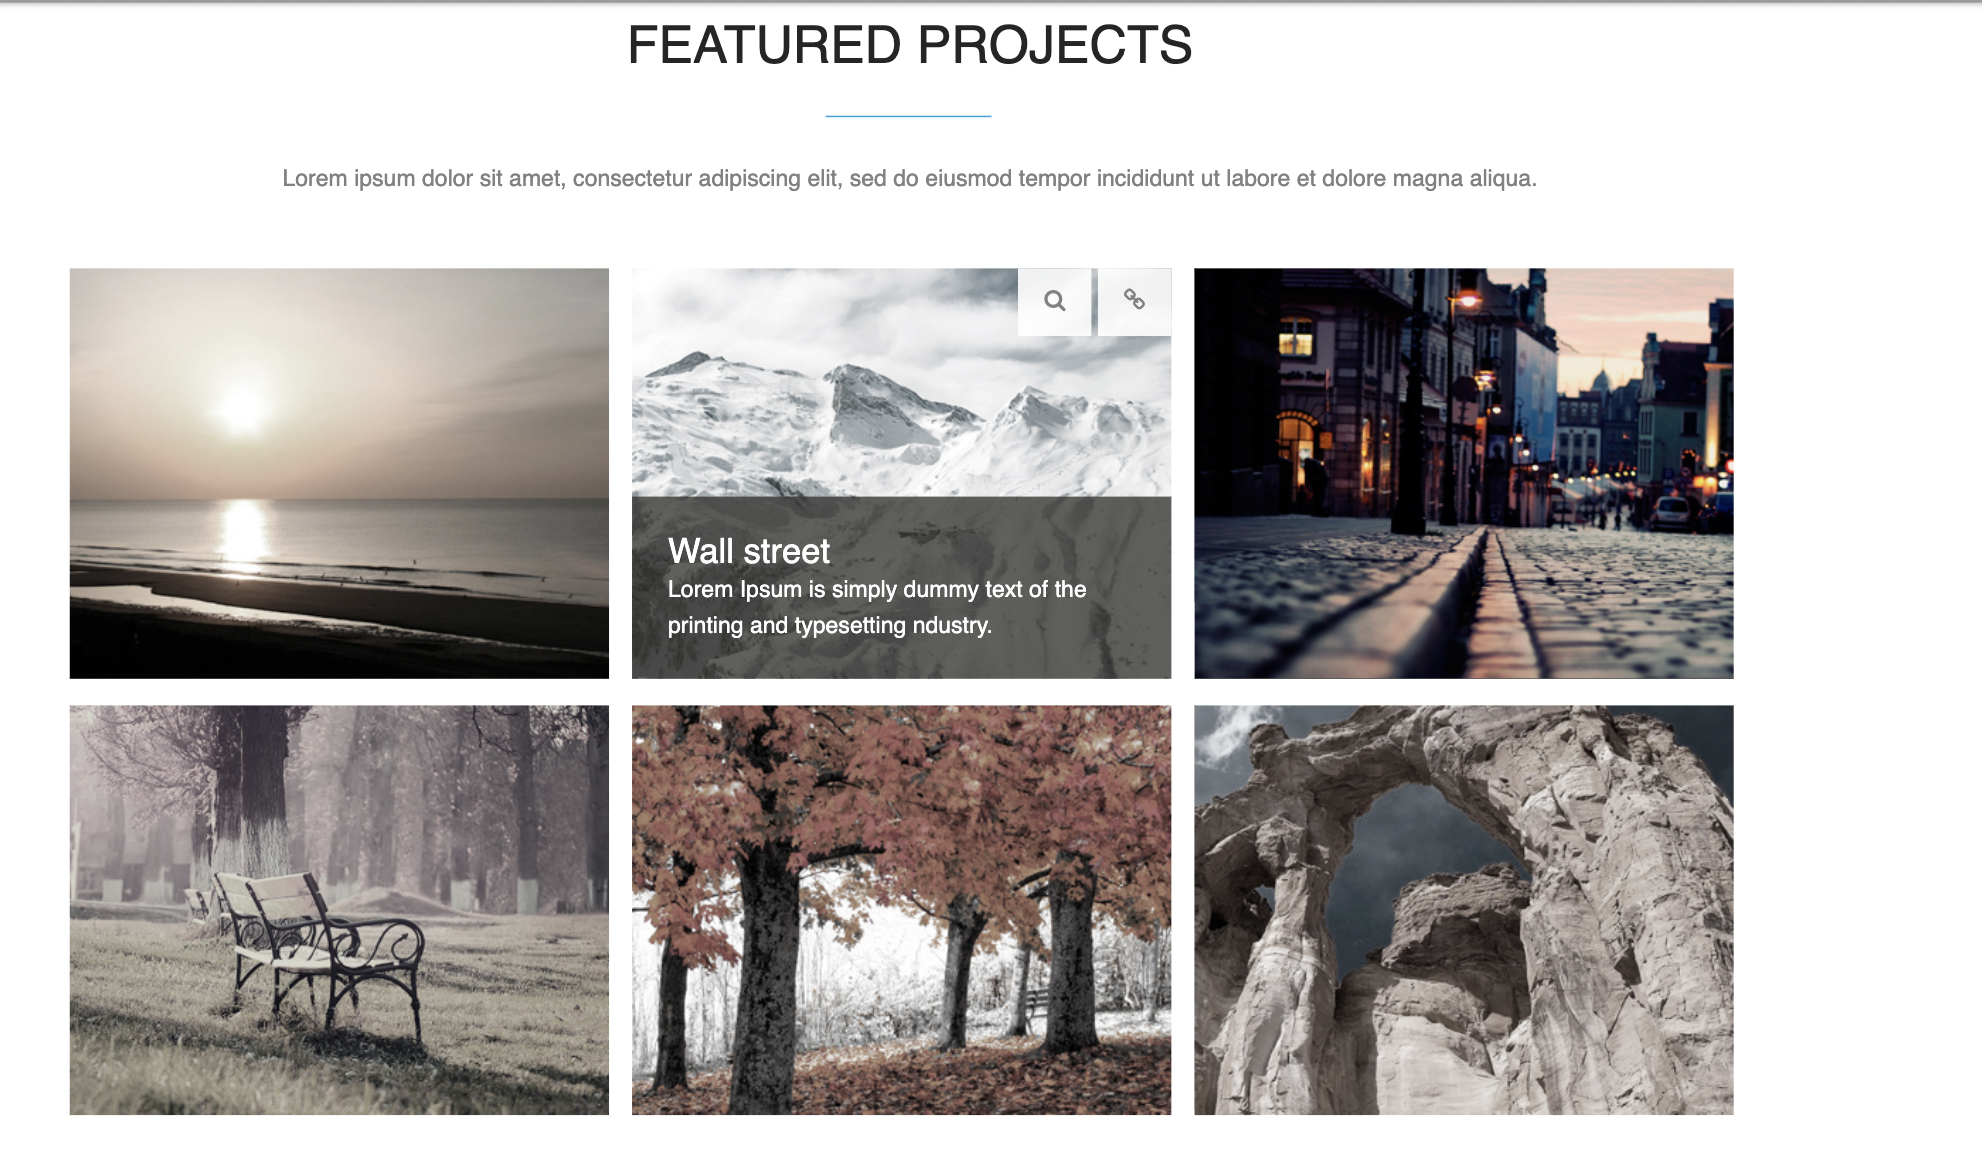 FEATURED PROJECTS
Lorem ipsum dolor sit amet, consectetur adipiscing elit, sed do eiusmod tempor incididunt ut labore et dolore magna aliqua.
Wall street
Lorem Ipsum is simply dummy text of the
printing and typesetting ndustry.